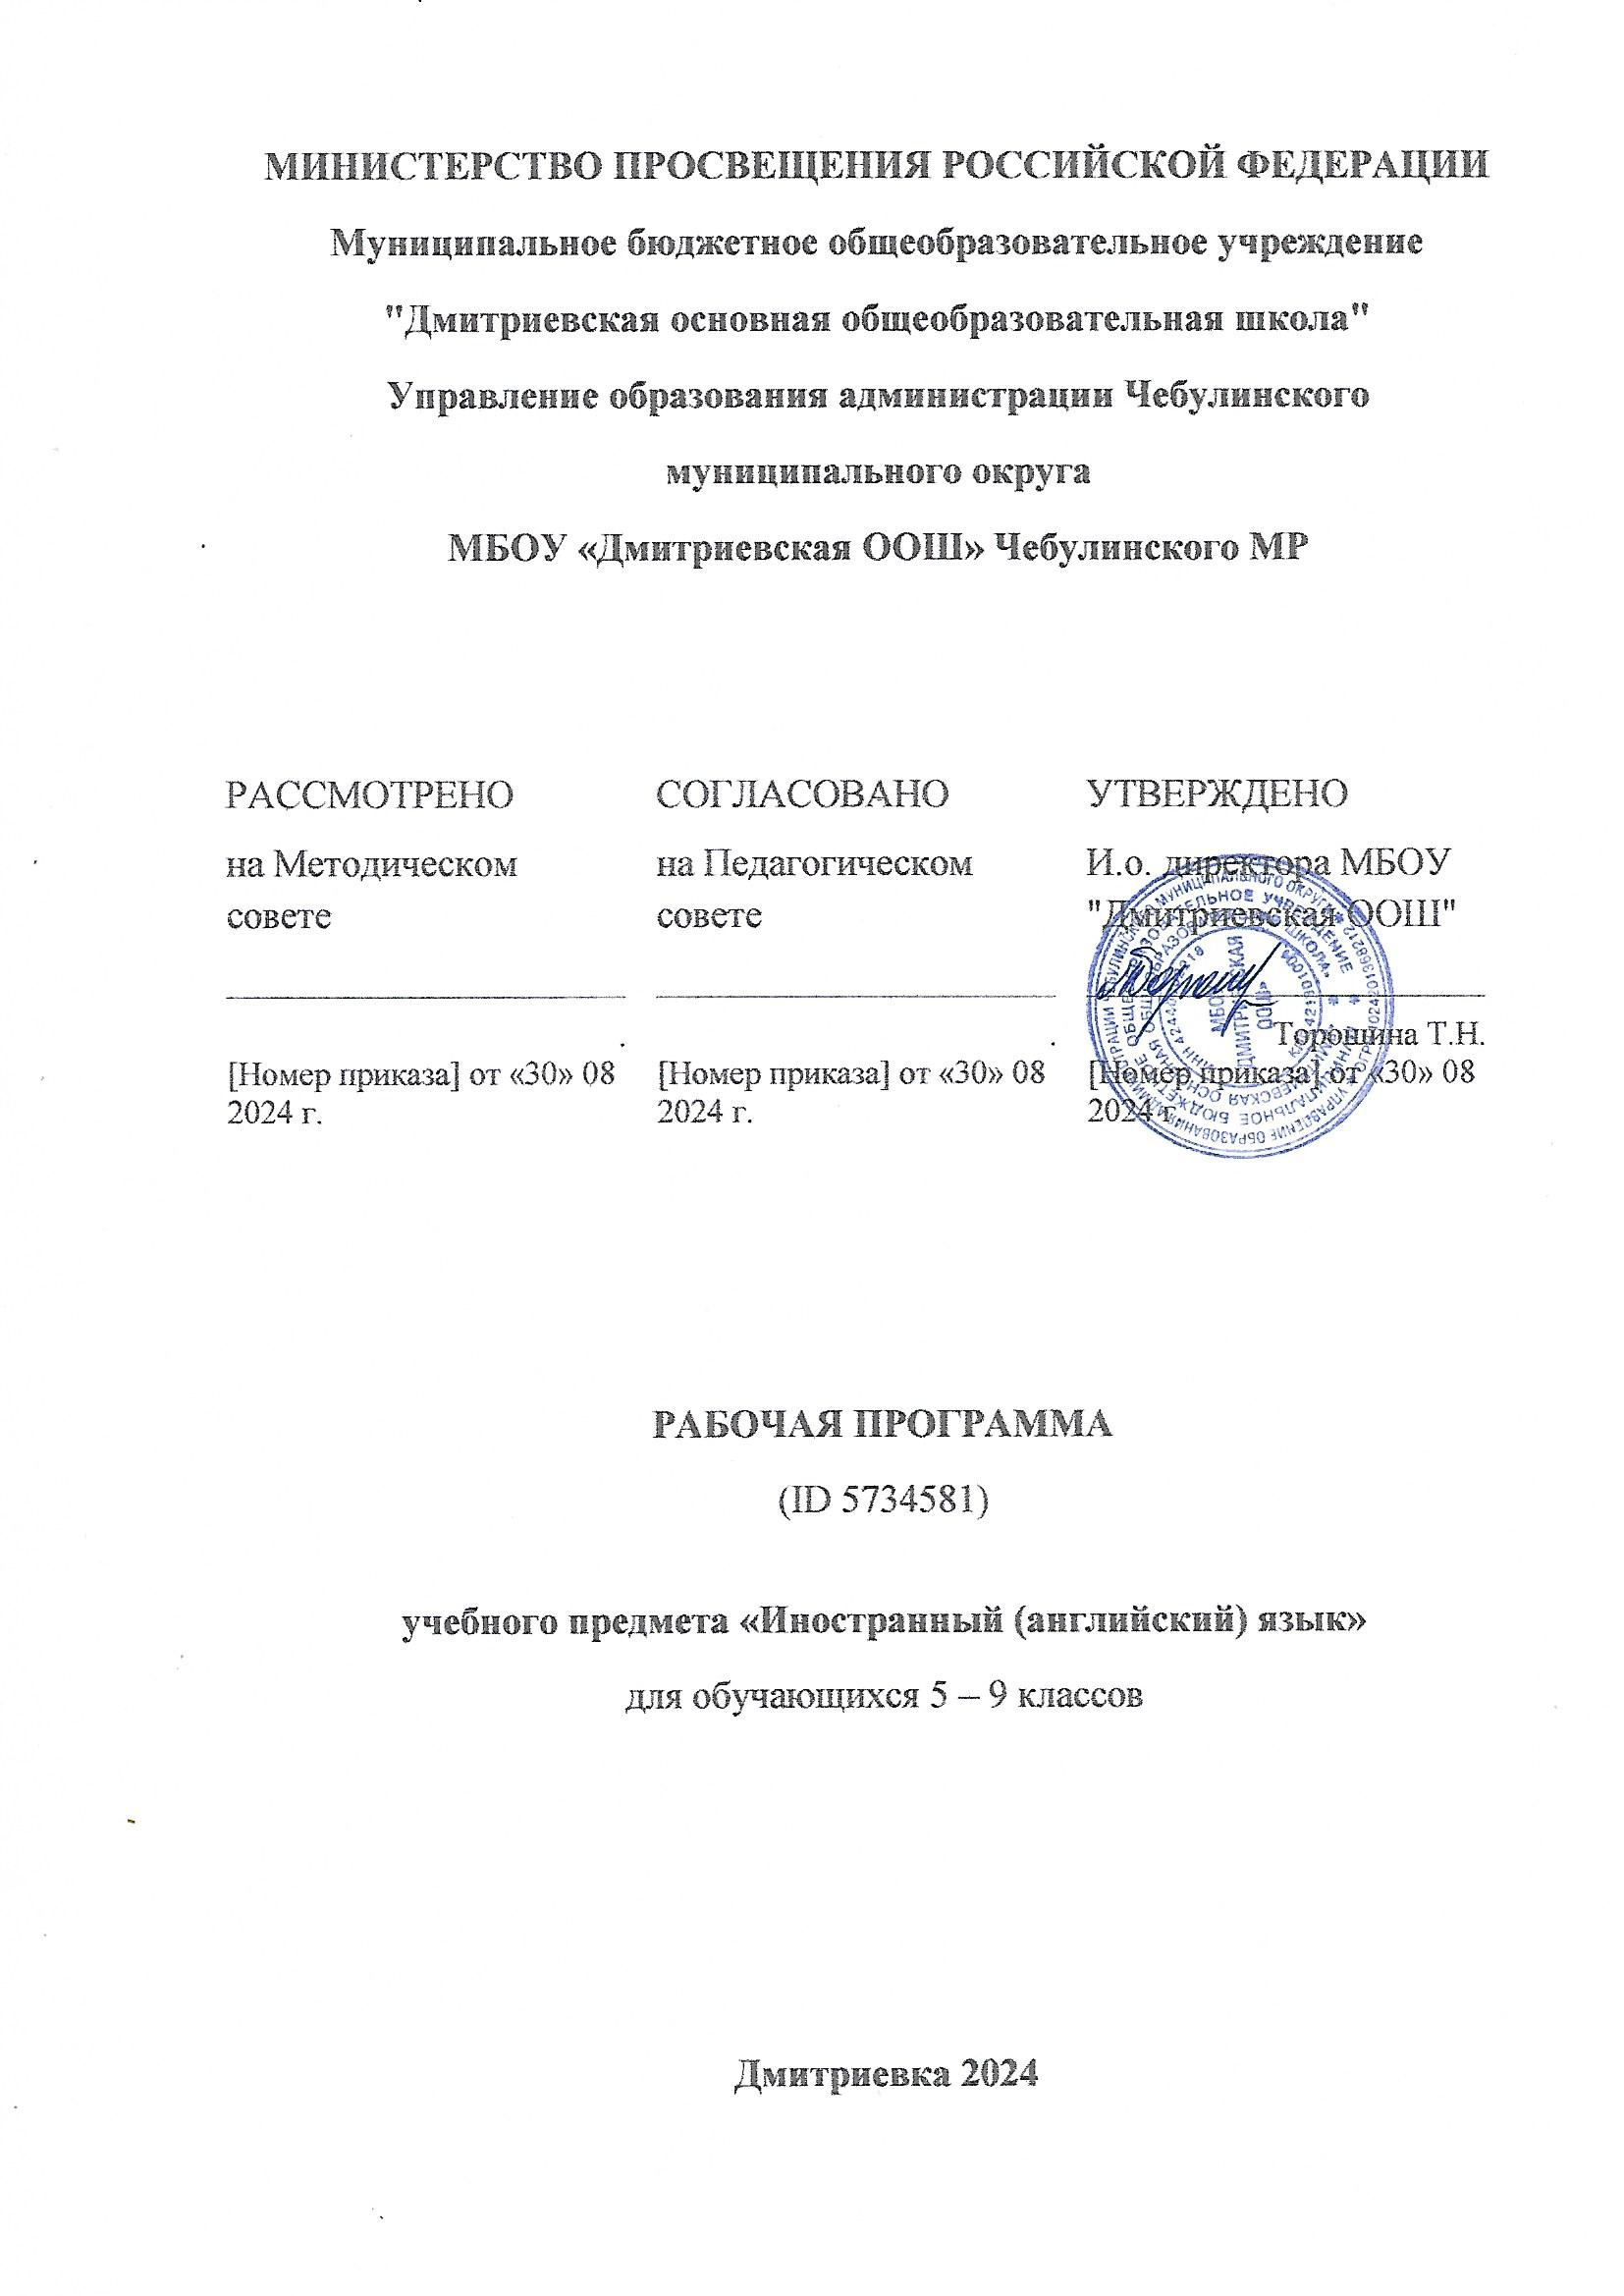 МИНИСТЕРСТВО ПРОСВЕЩЕНИЯ РОССИЙСКОЙ ФЕДЕРАЦИИ
Муниципальное бюджетное общеобразовательное учреждение
"Дмитриевская основная общеобразовательная школа"
Управление образования администрации Чебулинского
муниципального округа
МБОУ «Дмитриевская ООШ» Чебулинского МР
РАССМОТРЕНО
на Методическом
совете
[Номер приказа] от «30» 08
2024 г.
СОГЛАСОВАНО
на Педагогическом
совете
[Номер приказа] от «30» 08
2024 г.
УТВЕРЖДЕНО
И.о. директора МБОУ
"Дмитриевская ООШ"
Торошина Т.Н.
[Номер приказа] от «30» 08
2024 г.
РАБОЧАЯ ПРОГРАММА
(ID 5734581)
учебного предмета «Иностранный (английский) язык»
для обучающихся 5 – 9 классов
Дмитриевка 2024